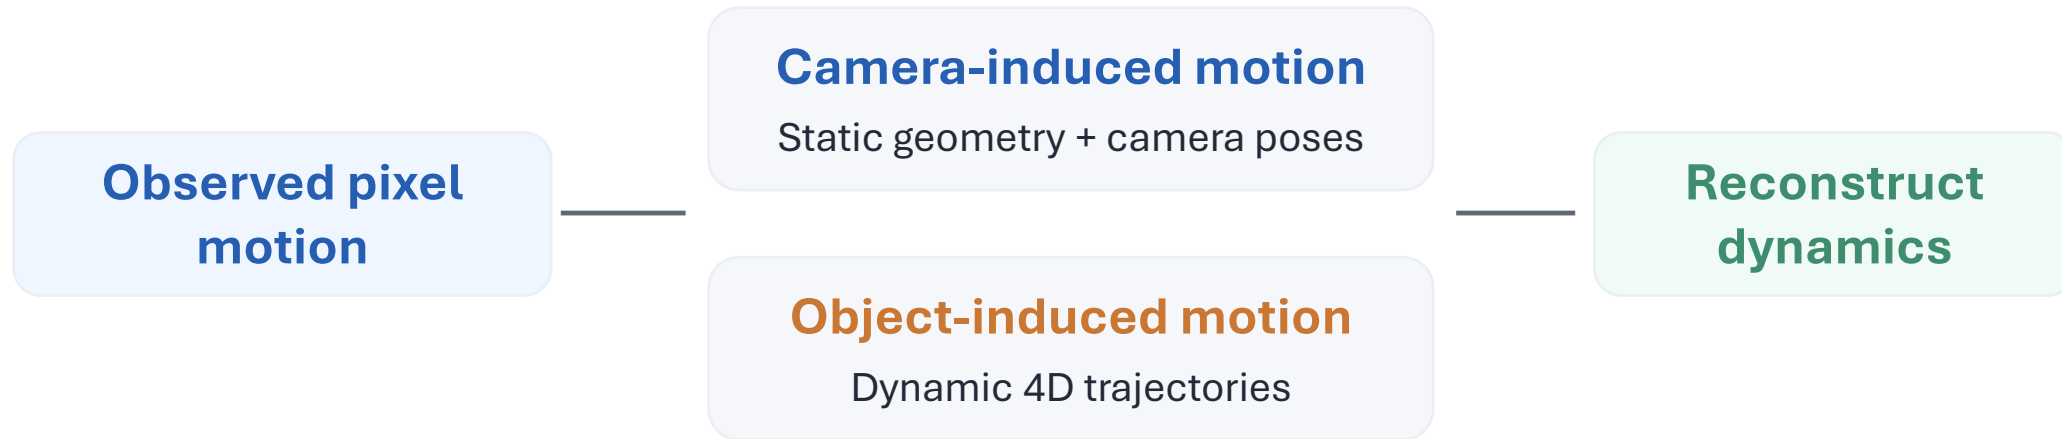 Observed pixel
motion
Camera-induced motion
Static geometry + camera poses
Object-induced motion
Dynamic 4D trajectories
Reconstruct
dynamics